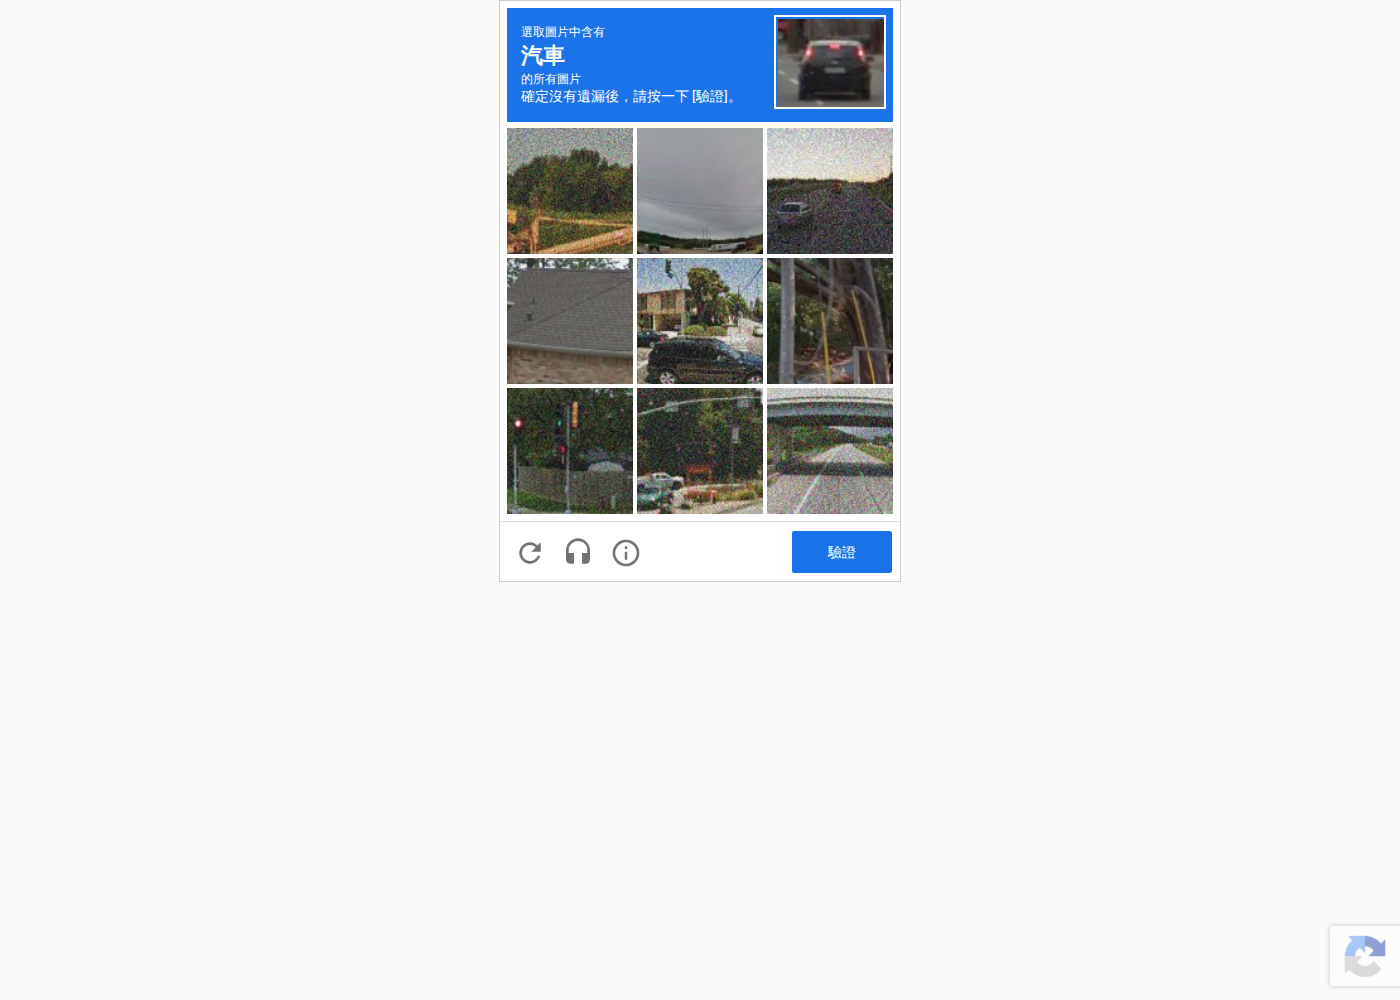 選取圖片中含有
汽車
的所有圖片
確定沒有遺漏後，請按一下 [驗證]。
驗證